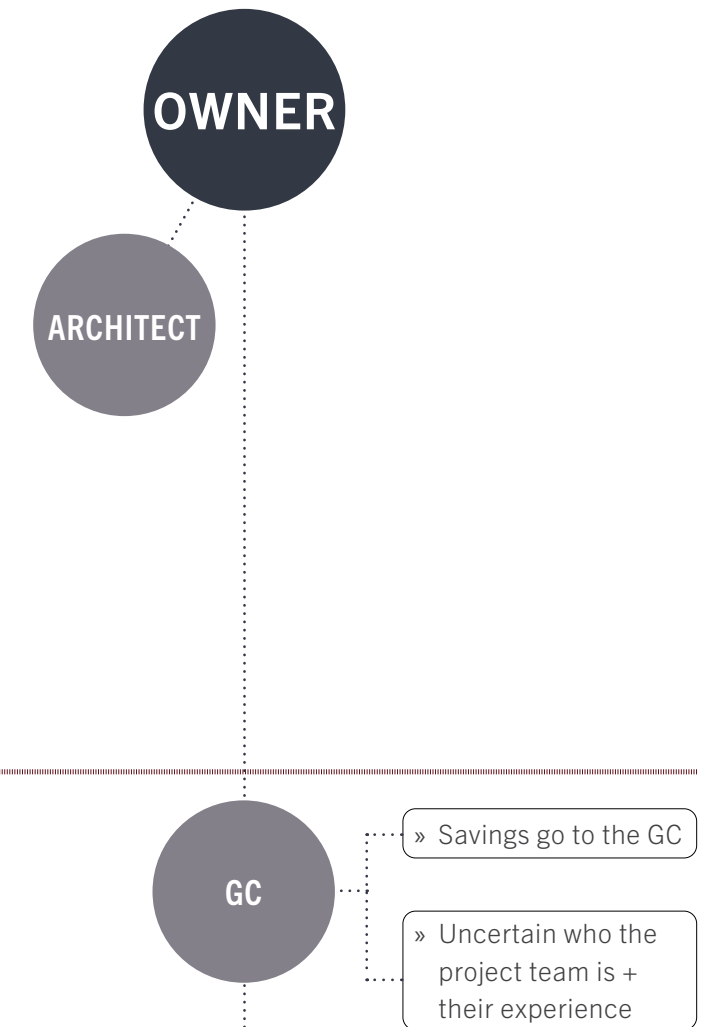 OWNER
ARCHITECT
GC
» Savings go to the GC
» Uncertain who the
project team is +
their experience